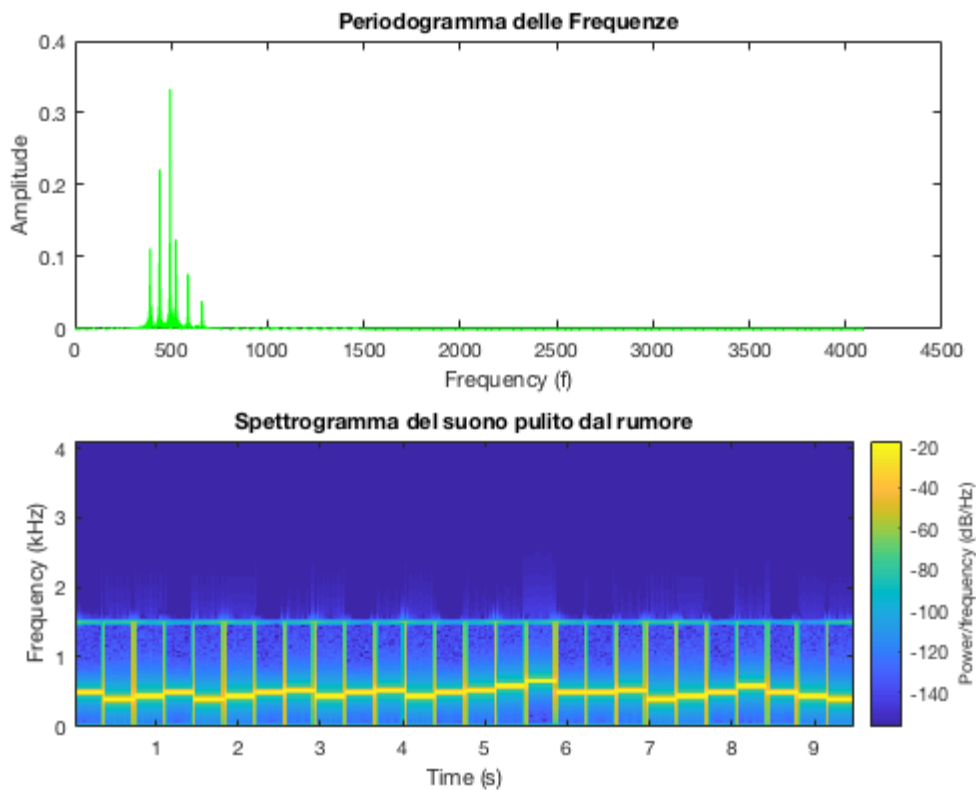 Periodogramma delle Frequenze
0.4
0.3
0.2
0.1
0
Amplitude
0 500 1000 1500 2000 2500 3000 3500 4000 4500
Frequency (f)
Spettrogramma del suono pulito dal rumore
4
3
2
1
0
Frequency (kHz)
1 2 3 4 5 6 7 8 9
Time (s)
-20
-40
-60
-80
-100
-120
-140
Power/frequency (dB/Hz)